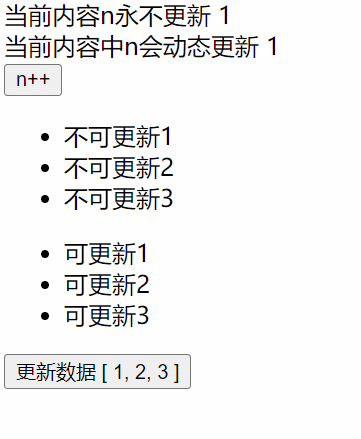 当前内容n永不更新 1
当前内容中n会动态更新 1
n++
不可更新1
不可更新2
不可更新3
可更新1
可更新2
可更新3
更新数据 [ 1, 2, 3 ]